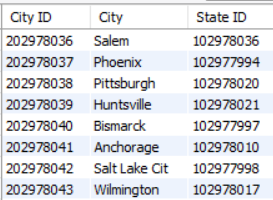 City ID City State ID
202978036 Salem 102978036
202978037 Phoenix 102977994
202978038 Pittsburgh 102978020
202978039 Huntsville 102978021
202978040 Bismarck 102977997
202978041 Anchorage 102978010
202978042 Salt Lake Cit 102977998
202978043 Wilmington 102978017